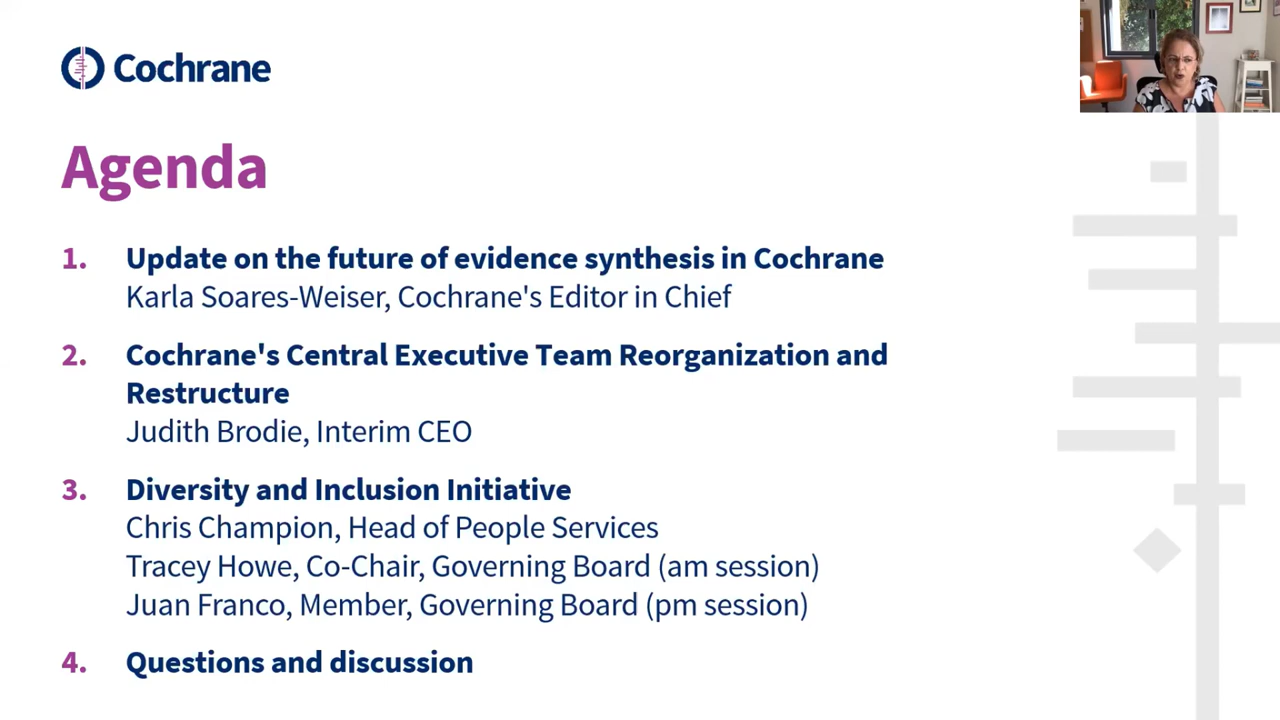 Cochrane
Agenda
1. Update on the future of evidence synthesis in Cochrane
Karla Soares-Weiser, Cochrane's Editor in Chief
2. Cochrane's Central Executive Team Reorganization and
Restructure
Judith Brodie, Interim CEO
3. Diversity and Inclusion Initiative
Chris Champion, Head of People Services
Tracey Howe, Co-Chair, Governing Board (am session)
Juan Franco, Member, Governing Board (pm session)
4. Questions and discussion